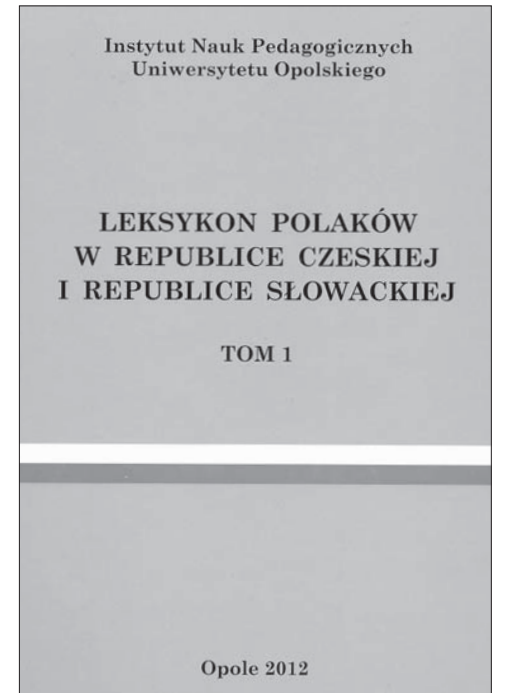 Instytut Nauk Pedagogicznych
Uniwersytetu Opolskiego
LEKSYKON POLAKÓW
W REPUBLICE CZESKIEJ
I REPUBLICE SŁOWACKIEJ
TOM 1
Opole 2012